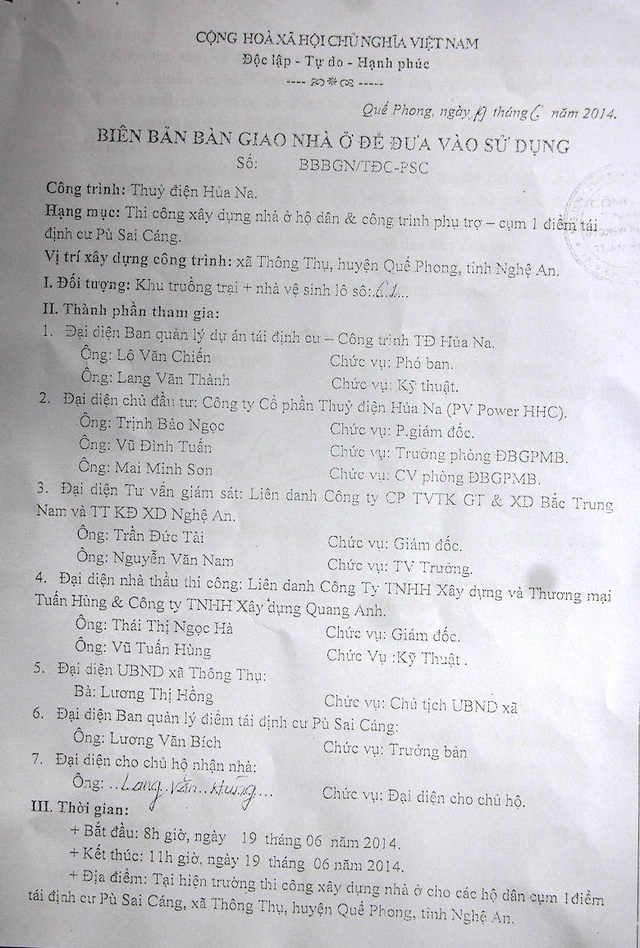 CỘNG HOÀ XÃ HỘI CHỦ NGHĨA VIỆT NAM
Độc lập - Tự do - Hạnh phúc
Quế Phong, ngày 19 tháng 6 năm 2014.
BIÊN BẢN BÀN GIAO NHÀ Ở ĐỂ ĐƯA VÀO SỬ DỤNG
Số: BBBGN/TĐC-PSC
Công trình: Thuỷ điện Hủa Na.
Hạng mục: Thi công xây dựng nhà ở hộ dân & công trình phụ trợ – cụm 1 điểm tái
định cư Pù Sai Cáng.
Vị trí xây dựng công trình: xã Thông Thụ, huyện Quế Phong, tỉnh Nghệ An.
I. Đối tượng: Khu truồng trại + nhà vệ sinh lô số: 61...
II. Thành phần tham gia:
1. Đại diện Ban quản lý dự án tái định cư – Công trình TĐ Hủa Na.
Ông: Lô Văn Chiến Chức vụ: Phó ban.
Ông: Lang Văn Thành Chức vụ: Kỹ thuật.
2. Đại diện chủ đầu tư: Công ty Cổ phần Thuỷ điện Hủa Na (PV Power HHC).
Ông: Trịnh Bảo Ngọc Chức vụ: P.giám đốc.
Ông: Vũ Đình Tuấn Chức vụ: Trưởng phòng ĐBGPMB.
Ông: Mai Minh Sơn Chức vụ: CV phòng ĐBGPMB.
3. Đại diện Tư vấn giám sát: Liên danh Công ty CP TVTK GT & XD Bắc Trung
Nam và TT KĐ XD Nghệ An.
Ông: Trần Đức Tài Chức vụ: Giám đốc.
Ông: Nguyễn Văn Nam Chức vụ: TV Trưởng.
4. Đại diện nhà thầu thi công: Liên danh Công Ty TNHH Xây dựng và Thương mại
Tuấn Hùng & Công ty TNHH Xây dựng Quang Anh.
Ông: Thái Thị Ngọc Hà Chức vụ: Giám đốc.
Ông: Vũ Tuấn Hùng Chức Vụ :Kỹ Thuật .
5. Đại diện UBND xã Thông Thụ:
Bà: Lương Thị Hồng Chức vụ: Chủ tịch UBND xã
6. Đại diện Ban quản lý điểm tái định cư Pù Sai Cáng:
Ông: Lương Văn Bích Chức vụ: Trưởng bản
7. Đại diện cho chủ hộ nhận nhà:
Ông: ..Lang Văn ... Chức vụ: Đại diện cho chủ hộ.
III. Thời gian:
+ Bắt đầu: 8h giờ, ngày 19 tháng 06 năm 2014.
+ Kết thúc: 11h giờ, ngày 19 tháng 06 năm 2014.
+ Địa điểm: Tại hiện trường thi công xây dựng nhà ở cho các hộ dân cụm 1điểm
tái định cư Pù Sai Cáng, xã Thông Thụ, huyện Quế Phong, tỉnh Nghệ An.